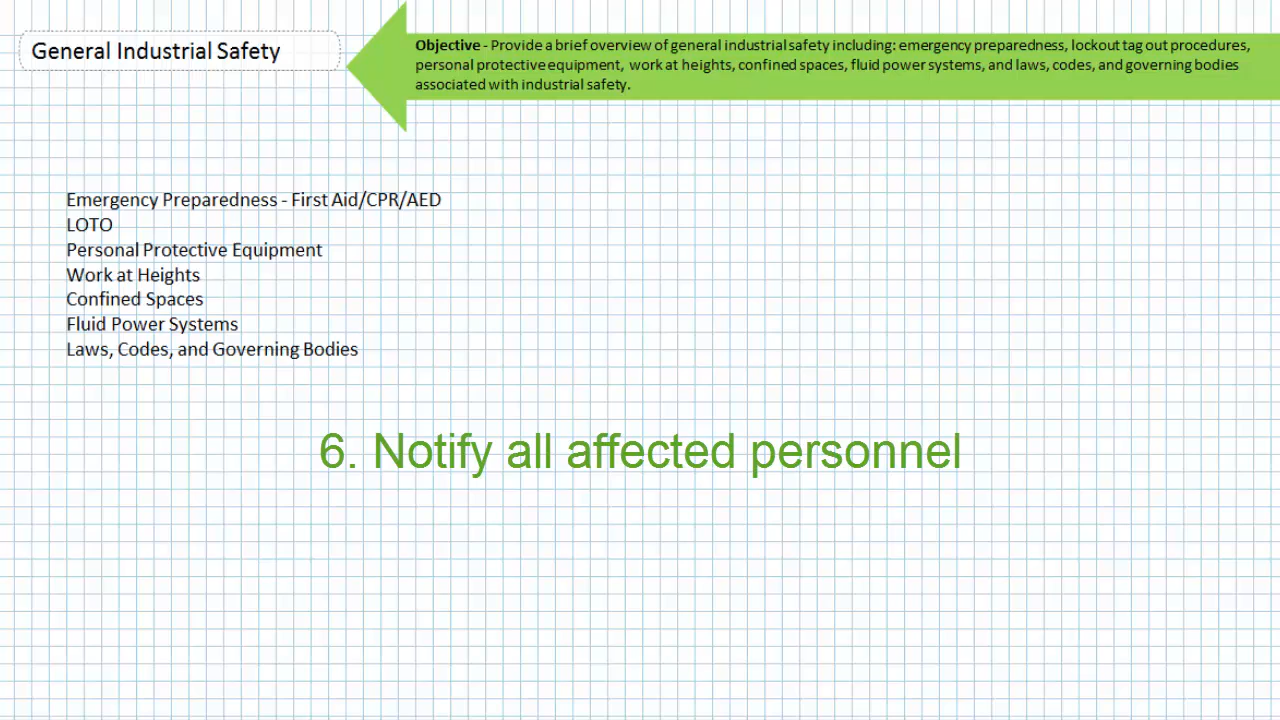 General Industrial Safety
Objective - Provide a brief overview of general industrial safety including: emergency preparedness, lockout tag out procedures,
personal protective equipment, work at heights, confined spaces, fluid power systems, and laws, codes, and governing bodies
associated with industrial safety.
Emergency Preparedness - First Aid/CPR/AED
LOTO
Personal Protective Equipment
Work at Heights
Confined Spaces
Fluid Power Systems
Laws, Codes, and Governing Bodies
6. Notify all affected personnel